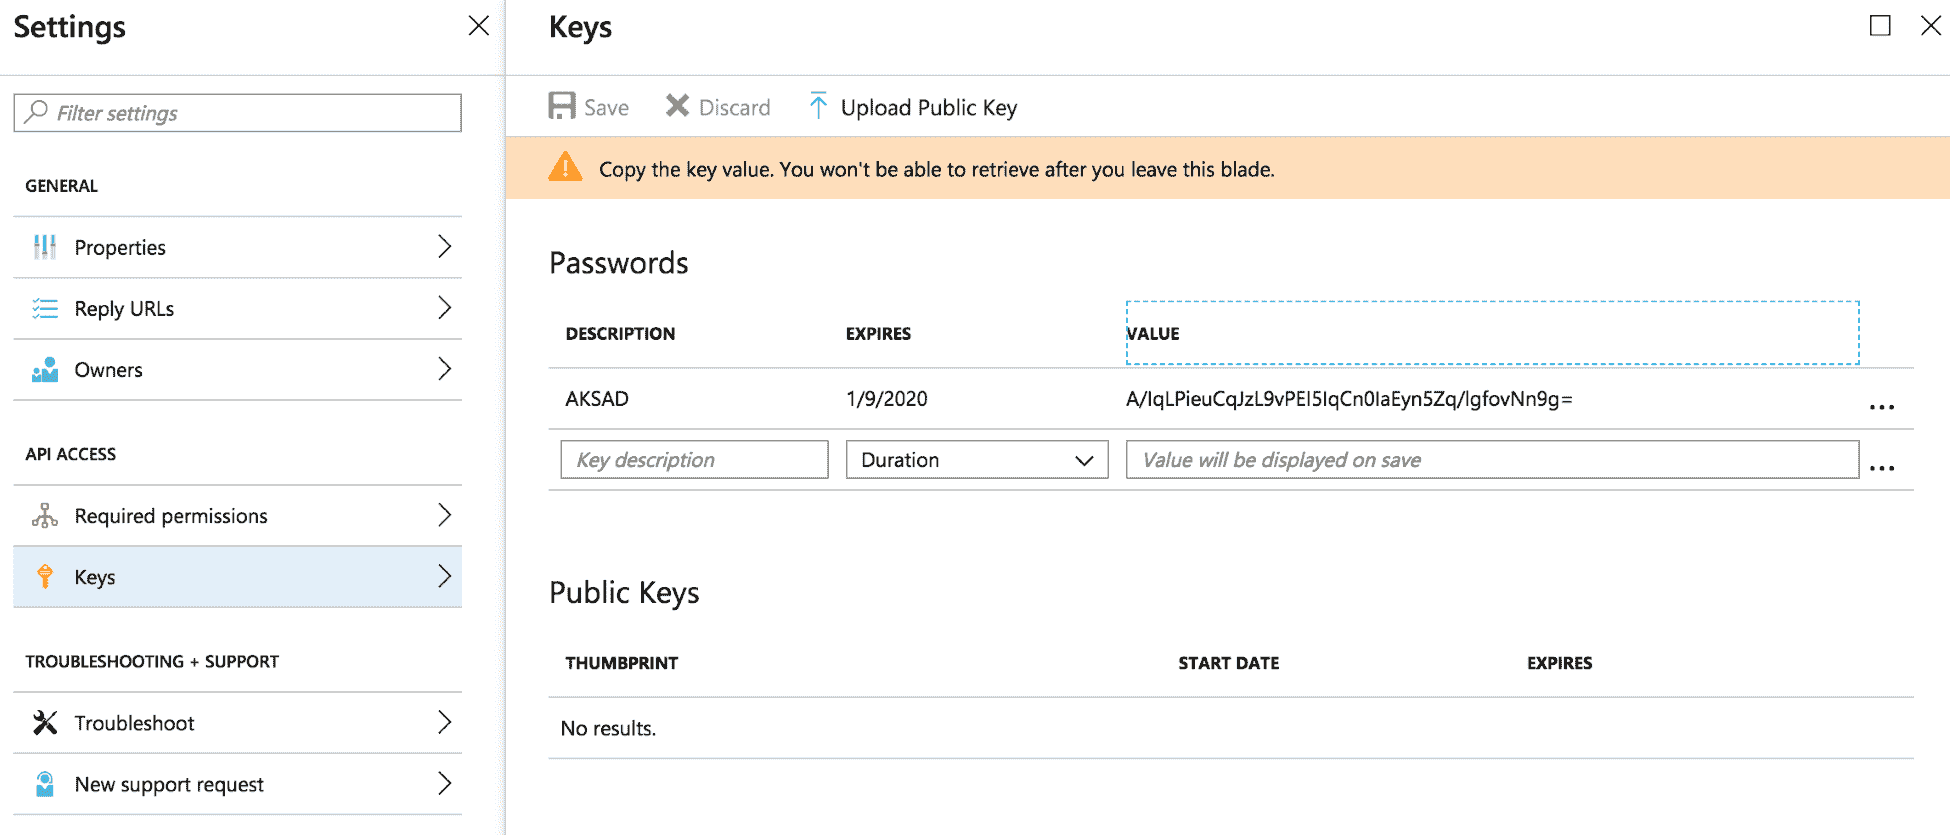 Settings
Filter settings
GENERAL
Properties
Reply URLs
Owners
API ACCESS
Required permissions
Keys
TROUBLESHOOTING + SUPPORT
Troubleshoot
New support request
Keys
Save Discard Upload Public Key
Copy the key value. You won't be able to retrieve after you leave this blade.
Passwords
DESCRIPTION EXPIRES VALUE
AKSAD 1/9/2020 A/IqLPieuCqJzL9vPEI5IqCn0IaEyn5Zq/lgfovNn9g= ...
Key description Duration Value will be displayed on save ...
Public Keys
THUMBPRINT START DATE EXPIRES
No results.